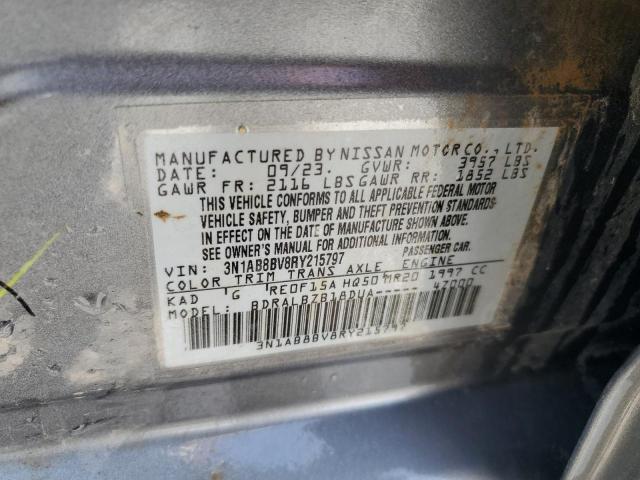 MANUFACTURED BY NISSAN MOTOR CO., LTD.
DATE: 09/23. GVWR: 3957 LBS
GAWR FR: 2116 LBS GAWR RR: 1852 LBS
THIS VEHICLE CONFORMS TO ALL APPLICABLE FEDERAL MOTOR
VEHICLE SAFETY, BUMPER AND THEFT PREVENTION STANDARDS
IN EFFECT ON THE DATE OF MANUFACTURE SHOWN ABOVE.
SEE OWNER'S MANUAL FOR ADDITIONAL INFORMATION.
VIN: 3N1AB8BV8RY215797 PASSENGER CAR.
COLOR TRIM TRANS AXLE ENGINE
KAD G RE0F15A HQ50 MR20 1997 CC
MODEL: BDRALBZB18DUA----- 47000
3N1AB8BV8RY215797